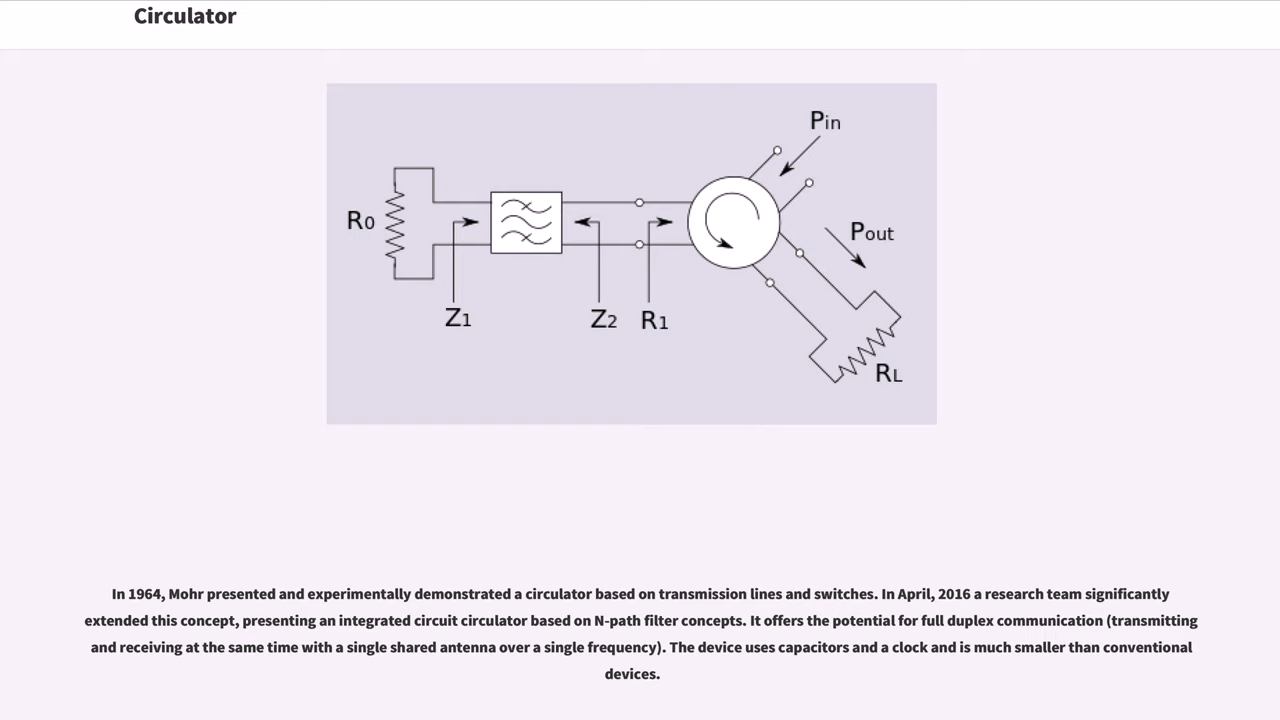 Circulator
Pin
R0
Pout
Z1
Z2
R1
RL
In 1964, Mohr presented and experimentally demonstrated a circulator based on transmission lines and switches. In April, 2016 a research team significantly
extended this concept, presenting an integrated circuit circulator based on N-path filter concepts. It offers the potential for full duplex communication (transmitting
and receiving at the same time with a single shared antenna over a single frequency). The device uses capacitors and a clock and is much smaller than conventional
devices.